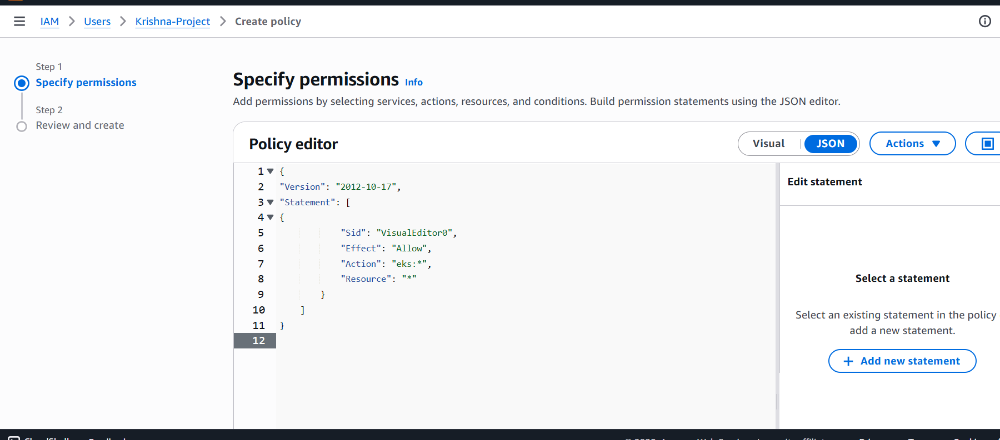 IAM > Users > Krishna-Project > Create policy
Step 1
Specify permissions
Step 2
Review and create
Specify permissions Info
Add permissions by selecting services, actions, resources, and conditions. Build permission statements using the JSON editor.
Policy editor
Visual | JSON
Actions
1 {
2 "Version": "2012-10-17",
3 "Statement": [
4 {
5 "Sid": "VisualEditor0",
6 "Effect": "Allow",
7 "Action": "eks:*",
8 "Resource": "*"
9 }
10 ]
11 }
12
Edit statement
Select a statement
Select an existing statement in the policy
add a new statement.
+ Add new statement